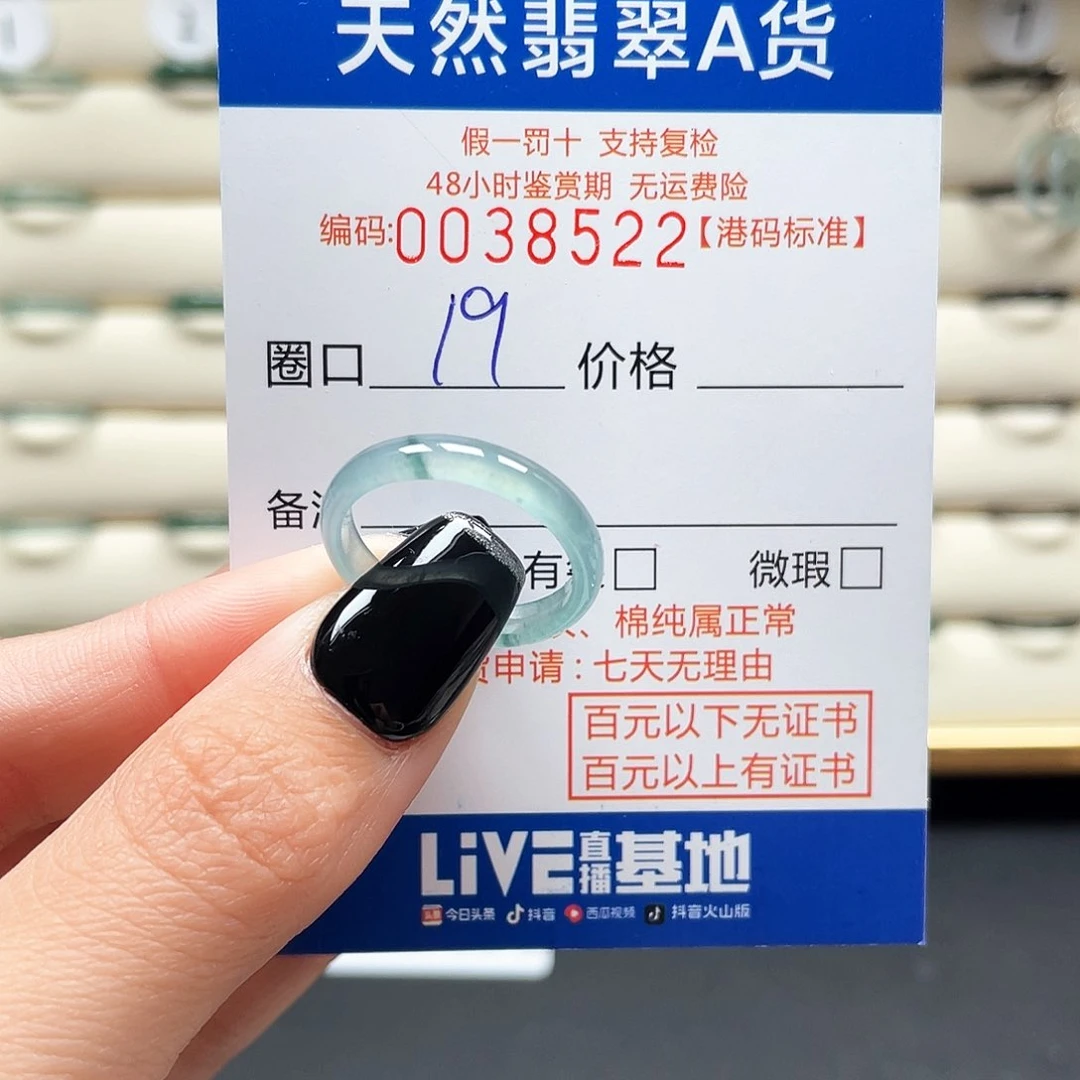 天然翡翠A货
假一罚十 支持复检
48小时鉴赏期 无运费险
编码:0038522【港码标准】
圈口 19 价格
备注
有 微瑕
、棉纯属正常
货申请：七天无理由
百元以下无证书
百元以上有证书
LiVE直播基地
头条 今日头条 抖音 西瓜视频 抖音火山版